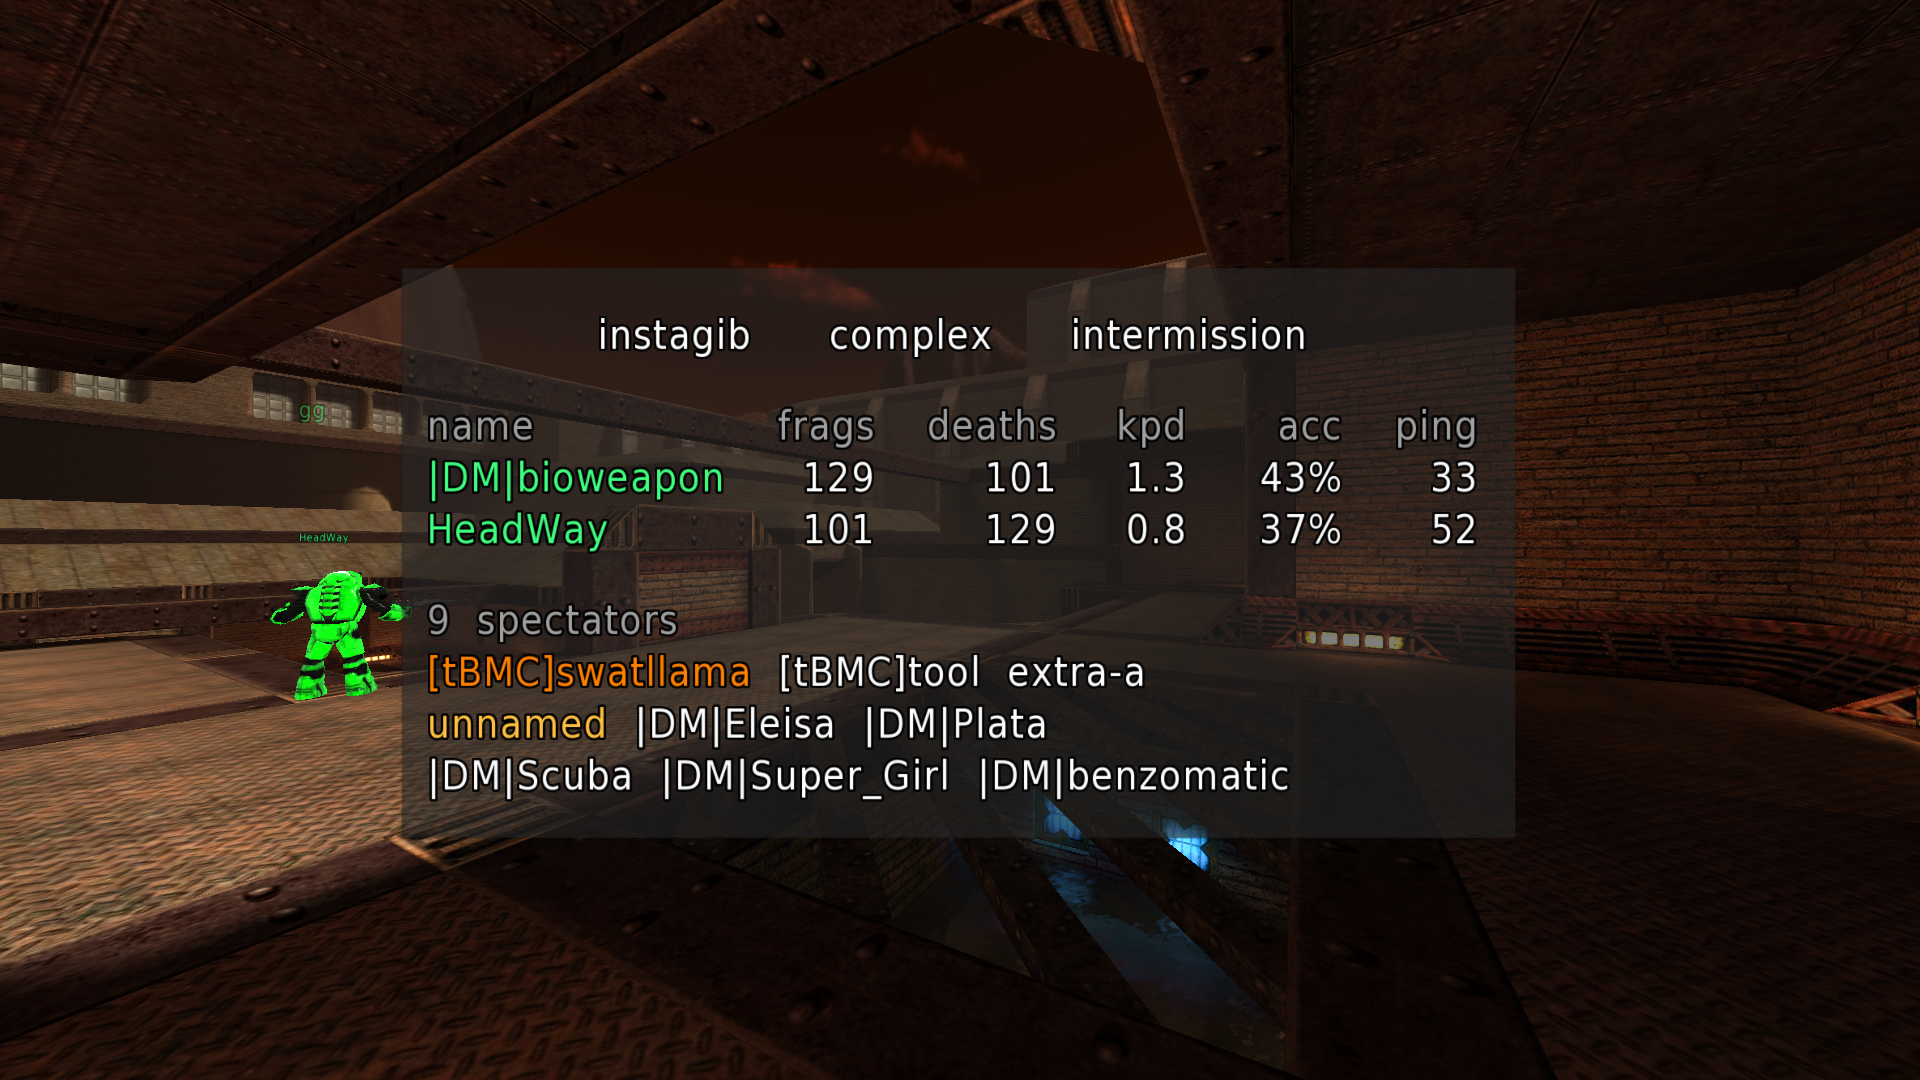 instagib complex intermission
gg
name frags deaths kpd acc ping
|DM|bioweapon 129 101 1.3 43% 33
HeadWay 101 129 0.8 37% 52
HeadWay
9 spectators
[tBMC]swatllama [tBMC]tool extra-a
unnamed |DM|Eleisa |DM|Plata
|DM|Scuba |DM|Super_Girl |DM|benzomatic